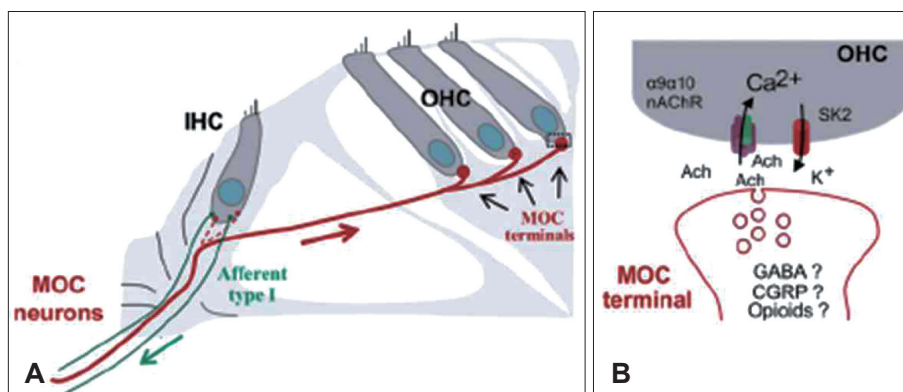 IHC
OHC
MOC
terminals
Afferent
type I
MOC
neurons
A
OHC
α9α10
nAChR
Ca2+
SK2
Ach
Ach
Ach
K+
MOC
terminal
GABA ?
CGRP ?
Opioids ?
B